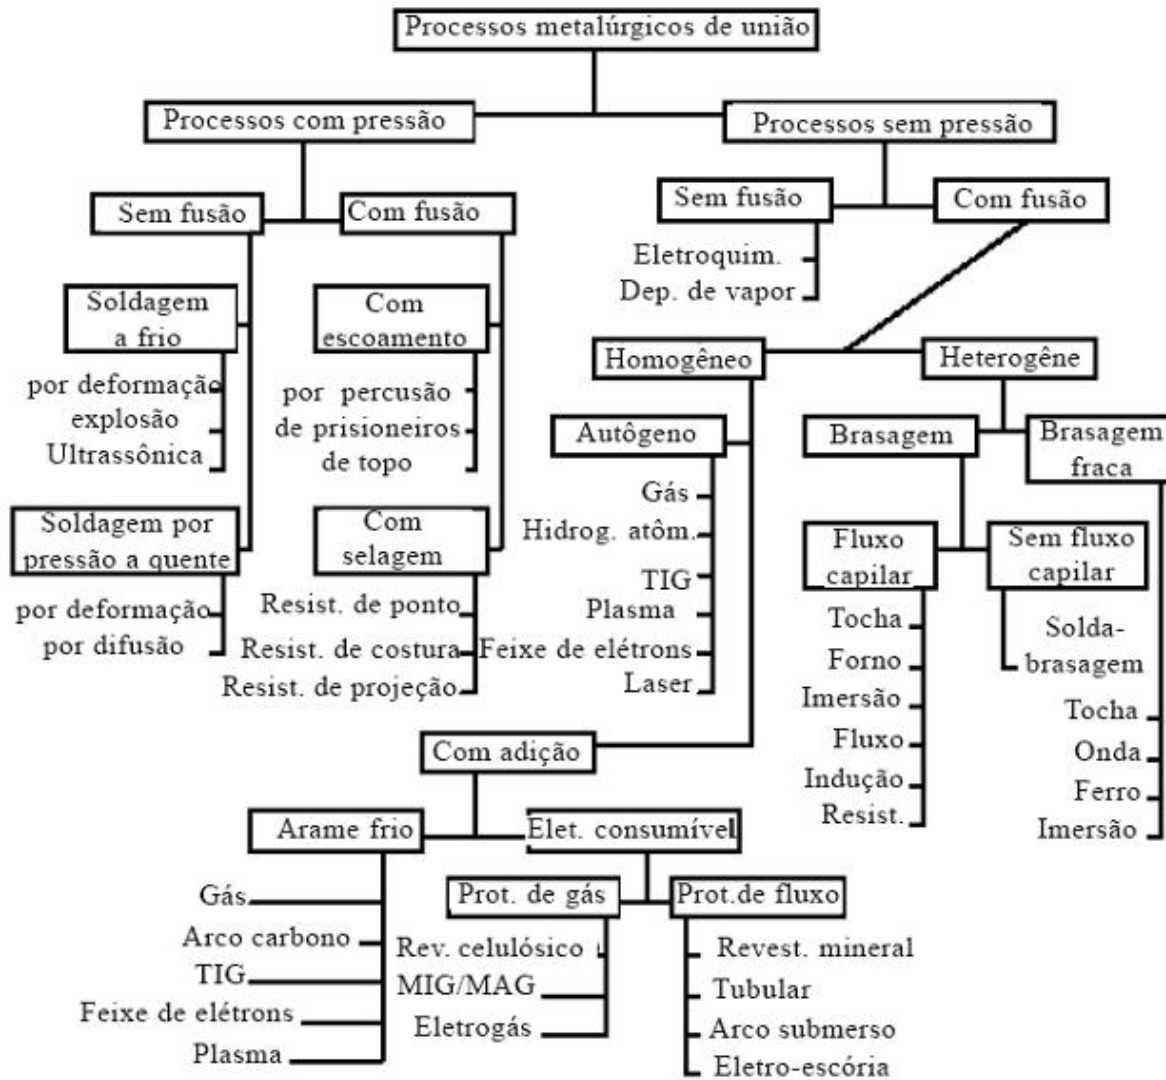 Processos metalúrgicos de união
Processos com pressão
Processos sem pressão
Sem fusão
Com fusão
Sem fusão
Com fusão
Eletroquim.
Dep. de vapor
Soldagem
a frio
Com
escoamento
por deformação
explosão
Ultrassônica
por percusão
de prisioneiros
de topo
Soldagem por
pressão a quente
Com
selagem
por deformação
por difusão
Resist. de ponto
Resist. de costura
Resist. de projeção
Homogêneo
Heterogêne
Autôgeno
Gás
Hidrog. atôm.
TIG
Plasma
Feixe de elétrons
Laser
Brasagem
Brasagem
fraca
Fluxo
capilar
Sem fluxo
capilar
Tocha
Forno
Imersão
Fluxo
Indução
Resist.
Solda-
brasagem
Tocha
Onda
Ferro
Imersão
Com adição
Arame frio
Elet. consumível
Gás
Arco carbono
TIG
Feixe de elétrons
Plasma
Prot. de gás
Prot.de fluxo
Rev. celulósico
MIG/MAG
Eletrogás
Revest. mineral
Tubular
Arco submerso
Eletro-escória